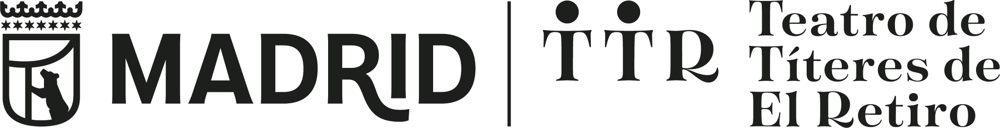 MADRID
TTR
Teatro de
Títeres de
El Retiro